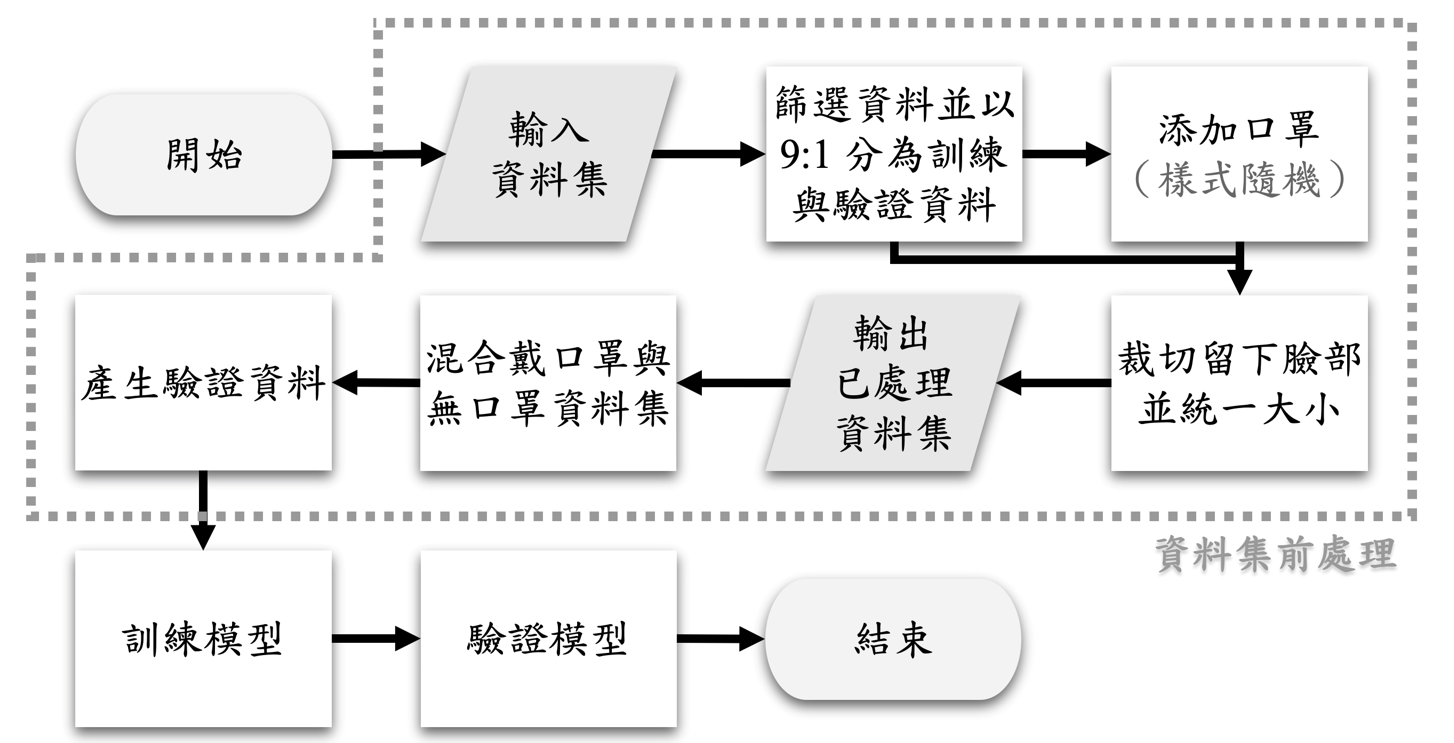 開始
輸入
資料集
篩選資料並以
9:1 分為訓練
與驗證資料
添加口罩
（樣式隨機）
裁切留下臉部
並統一大小
輸出
已處理
資料集
混合戴口罩與
無口罩資料集
產生驗證資料
資料集前處理
訓練模型
驗證模型
結束